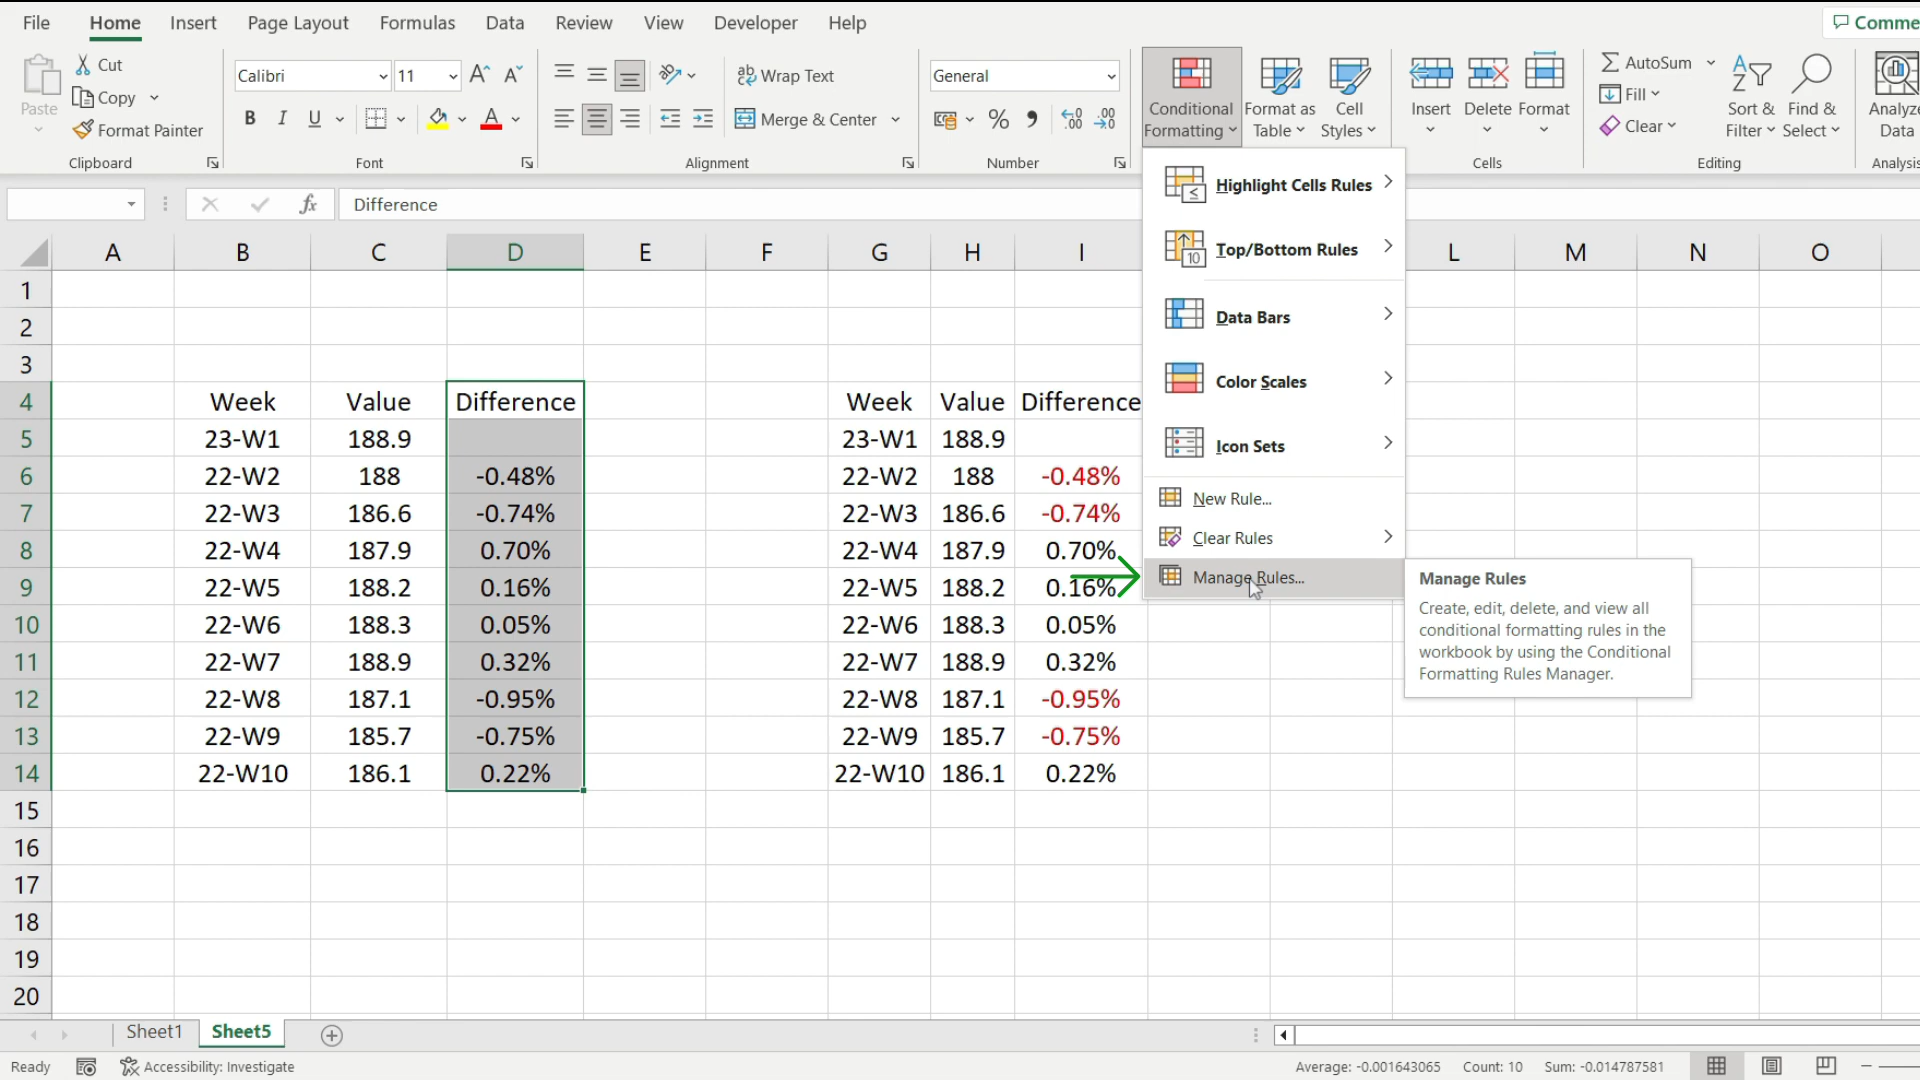 File Home Insert Page Layout Formulas Data Review View Developer Help Comme
Paste Cut Copy Format Painter
Calibri 11
B I U A
Wrap Text
Merge & Center
General
Conditional Formatting
Format as Table
Cell Styles
Insert Delete Format
AutoSum
Fill
Clear
Sort & Filter
Find & Select
Analyze Data
Clipboard Font Alignment Number Cells Editing Analysis
fx Difference
Highlight Cells Rules
Top/Bottom Rules
Data Bars
Color Scales
Icon Sets
New Rule...
Clear Rules
Manage Rules...
Manage Rules
Create, edit, delete, and view all
conditional formatting rules in the
workbook by using the Conditional
Formatting Rules Manager.
A B C D E F G H I L M N O
1
2
3
4 Week Value Difference Week Value Difference
5 23-W1 188.9 23-W1 188.9
6 22-W2 188 -0.48% 22-W2 188 -0.48%
7 22-W3 186.6 -0.74% 22-W3 186.6 -0.74%
8 22-W4 187.9 0.70% 22-W4 187.9 0.70%
9 22-W5 188.2 0.16% 22-W5 188.2 0.16%
10 22-W6 188.3 0.05% 22-W6 188.3 0.05%
11 22-W7 188.9 0.32% 22-W7 188.9 0.32%
12 22-W8 187.1 -0.95% 22-W8 187.1 -0.95%
13 22-W9 185.7 -0.75% 22-W9 185.7 -0.75%
14 22-W10 186.1 0.22% 22-W10 186.1 0.22%
15
16
17
18
19
20
Sheet1 Sheet5
Ready Accessibility: Investigate Average: -0.001643065 Count: 10 Sum: -0.014787581